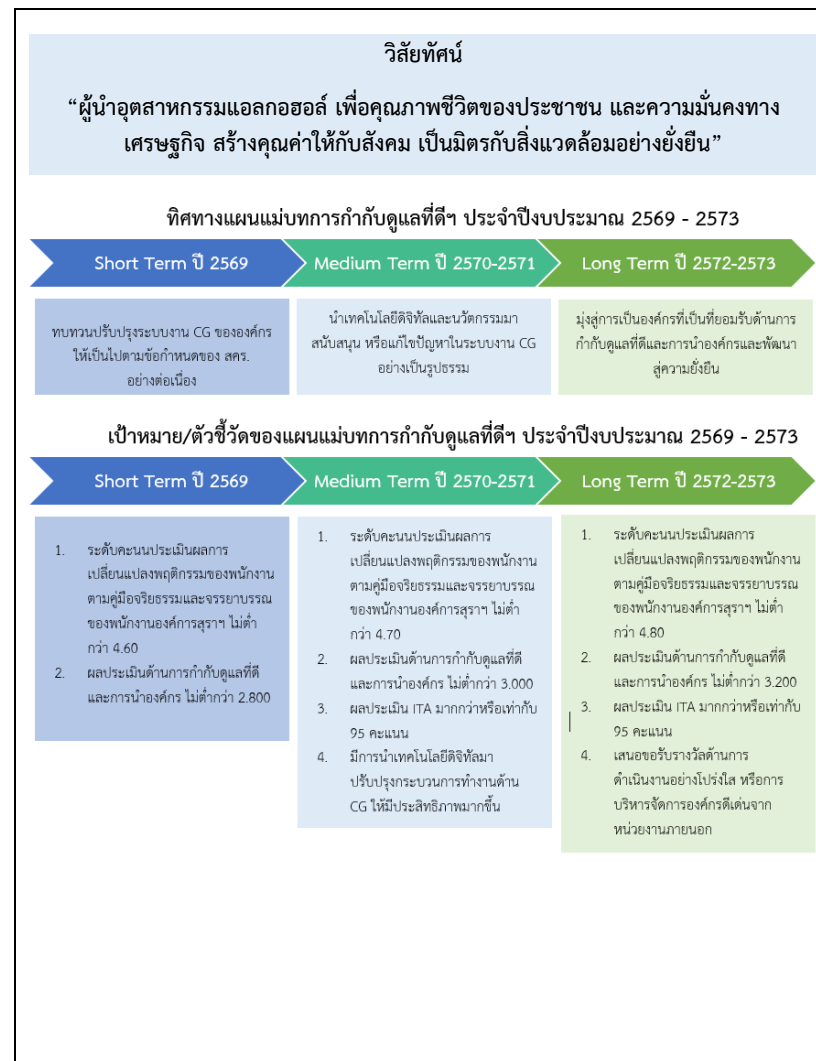 วิสัยทัศน์
“ผู้นำอุตสาหกรรมแอลกอฮอล์ เพื่อคุณภาพชีวิตของประชาชน และความมั่นคงทาง
เศรษฐกิจ สร้างคุณค่าให้กับสังคม เป็นมิตรกับสิ่งแวดล้อมอย่างยั่งยืน”
ทิศทางแผนแม่บทการกำกับดูแลที่ดีฯ ประจำปีงบประมาณ 2569 - 2573
Short Term ปี 2569
Medium Term ปี 2570-2571
Long Term ปี 2572-2573
ทบทวนปรับปรุงระบบงาน CG ขององค์กร
ให้เป็นไปตามข้อกำหนดของ สคร.
อย่างต่อเนื่อง
นำเทคโนโลยีดิจิทัลและนวัตกรรมมา
สนับสนุน หรือแก้ไขปัญหาในระบบงาน CG
อย่างเป็นรูปธรรม
มุ่งสู่การเป็นองค์กรที่เป็นที่ยอมรับด้านการ
กำกับดูแลที่ดีและการนำองค์กรและพัฒนา
สู่ความยั่งยืน
เป้าหมาย/ตัวชี้วัดของแผนแม่บทการกำกับดูแลที่ดีฯ ประจำปีงบประมาณ 2569 - 2573
Short Term ปี 2569
Medium Term ปี 2570-2571
Long Term ปี 2572-2573
1. ระดับคะนนประเมินผลการ
เปลี่ยนแปลงพฤติกรรมของพนักงาน
ตามคู่มือจริยธรรมและจรรยาบรรณ
ของพนักงานองค์การสุราฯ ไม่ต่ำ
กว่า 4.60
2. ผลประเมินด้านการกำกับดูแลที่ดี
และการนำองค์กร ไม่ต่ำกว่า 2.800
1. ระดับคะนนประเมินผลการ
เปลี่ยนแปลงพฤติกรรมของพนักงาน
ตามคู่มือจริยธรรมและจรรยาบรรณ
ของพนักงานองค์การสุราฯ ไม่ต่ำ
กว่า 4.70
2. ผลประเมินด้านการกำกับดูแลที่ดี
และการนำองค์กร ไม่ต่ำกว่า 3.000
3. ผลประเมิน ITA มากกว่าหรือเท่ากับ
95 คะแนน
4. มีการนำเทคโนโลยีดิจิทัลมา
ปรับปรุงกระบวนการทำงานด้าน
CG ให้มีประสิทธิภาพมากขึ้น
1. ระดับคะนนประเมินผลการ
เปลี่ยนแปลงพฤติกรรมของพนักงาน
ตามคู่มือจริยธรรมและจรรยาบรรณ
ของพนักงานองค์การสุราฯ ไม่ต่ำ
กว่า 4.80
2. ผลประเมินด้านการกำกับดูแลที่ดี
และการนำองค์กร ไม่ต่ำกว่า 3.200
3. ผลประเมิน ITA มากกว่าหรือเท่ากับ
95 คะแนน
4. เสนอขอรับรางวัลด้านการ
ดำเนินงานอย่างโปร่งใส หรือการ
บริหารจัดการองค์กรดีเด่นจาก
หน่วยงานภายนอก